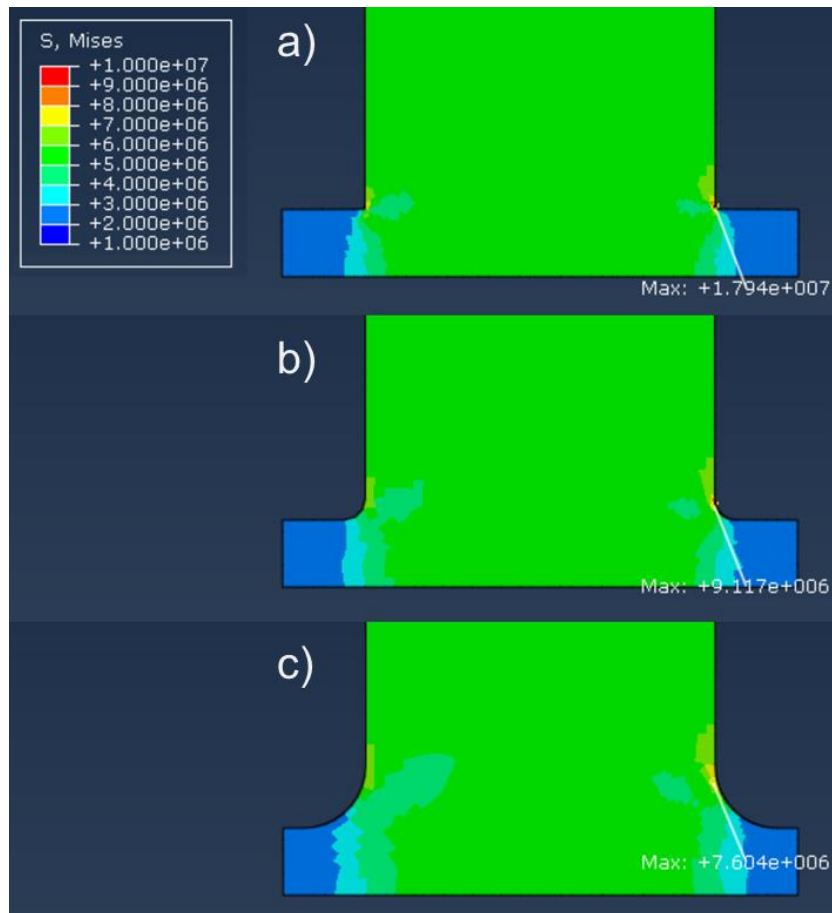 S, Mises
+1.000e+07
+9.000e+06
+8.000e+06
+7.000e+06
+6.000e+06
+5.000e+06
+4.000e+06
+3.000e+06
+2.000e+06
+1.000e+06
a)
Max: +1.794e+007
b)
Max: +9.117e+006
c)
Max: +7.604e+006